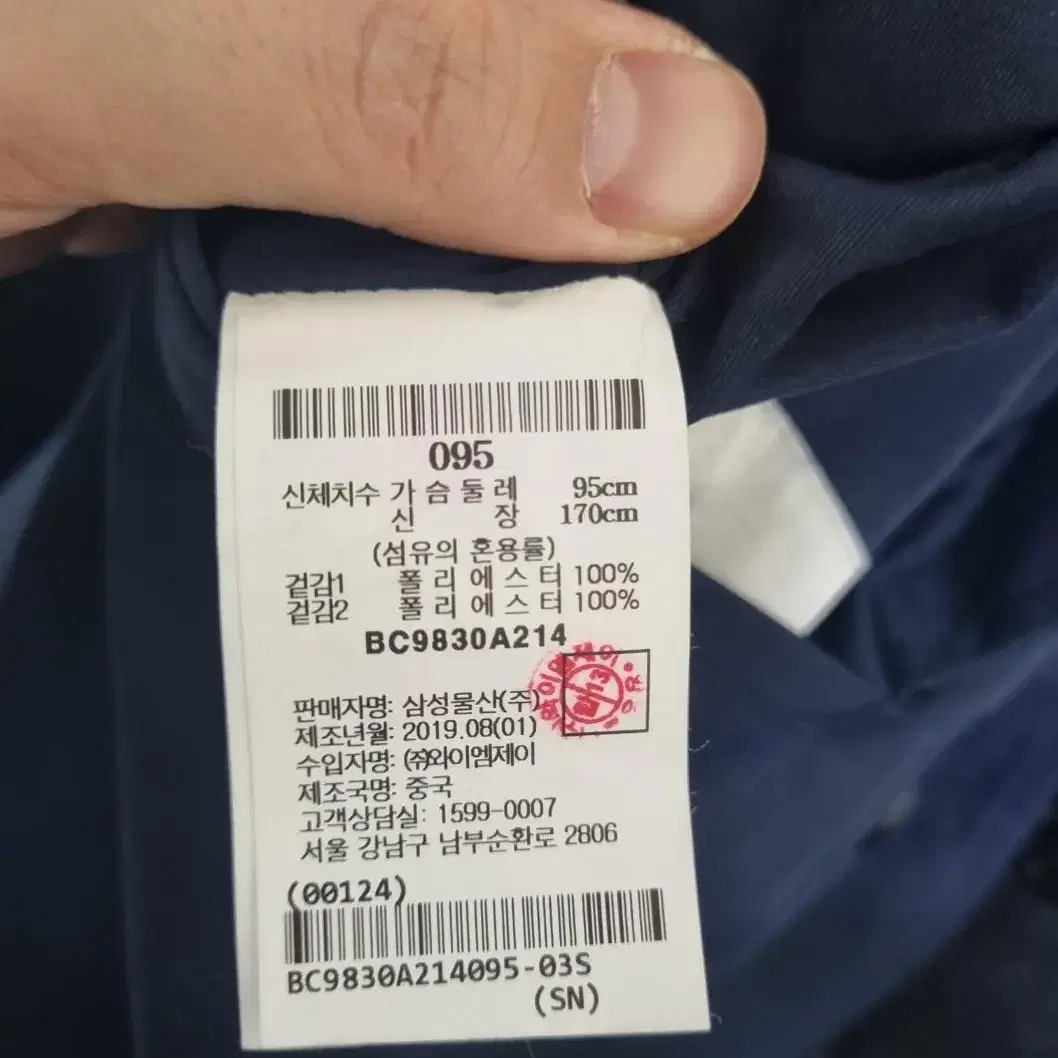 095
신체치수 가 슴 둘 레 95cm
신 장 170cm
(섬유의 혼용률)
겉감1 폴 리 에 스 터 100%
겉감2 폴 리 에 스 터 100%
BC9830A214
판매자명: 삼성물산(주)
제조년월: 2019.08(01)
수입자명: ㈜와이엠제이
제조국명: 중국
고객상담실: 1599-0007
서울 강남구 남부순환로 2806
(00124)
BC9830A214095-03S
(SN)